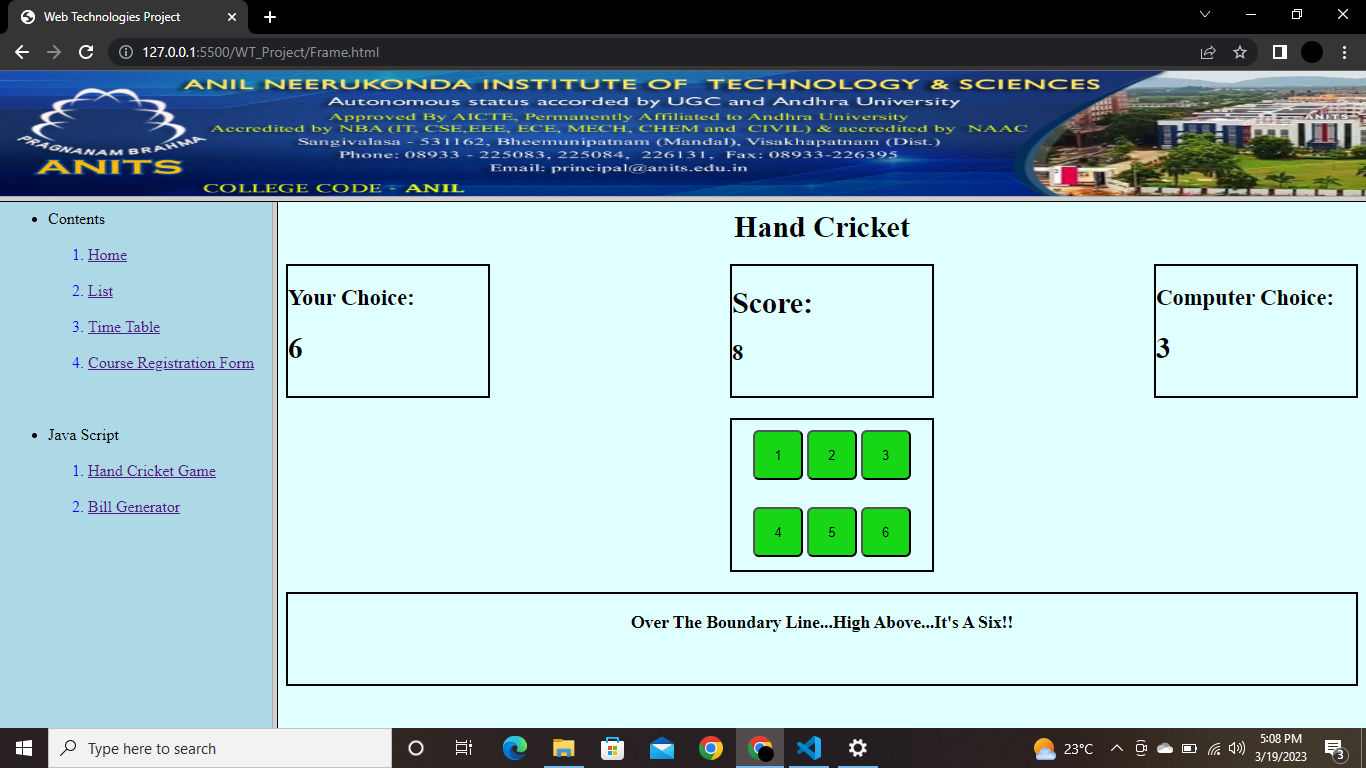 Web Technologies Project
127.0.0.1:5500/WT_Project/Frame.html
ANIL NEERUKONDA INSTITUTE OF TECHNOLOGY & SCIENCES
Autonomous status accorded by UGC and Andhra University
Approved By AICTE, Permanently Affiliated to Andhra University
Accredited by NBA (IT, CSE,EEE, ECE, MECH, CHEM and CIVIL) & accredited by NAAC
Sangivalasa - 531162, Bheemunipatnam (Mandal), Visakhapatnam (Dist.)
Phone: 08933 - 225083, 225084, 226131, Fax: 08933-226395
Email: principal@anits.edu.in
COLLEGE CODE - ANIL
PRAGNANAM BRAHMA
ANITS
ANITS
• Contents
1. Home
2. List
3. Time Table
4. Course Registration Form
• Java Script
1. Hand Cricket Game
2. Bill Generator
Hand Cricket
Your Choice:
6
Score:
8
Computer Choice:
3
1 2 3
4 5 6
Over The Boundary Line...High Above...It's A Six!!
Type here to search
23°C
5:08 PM
3/19/2023
3